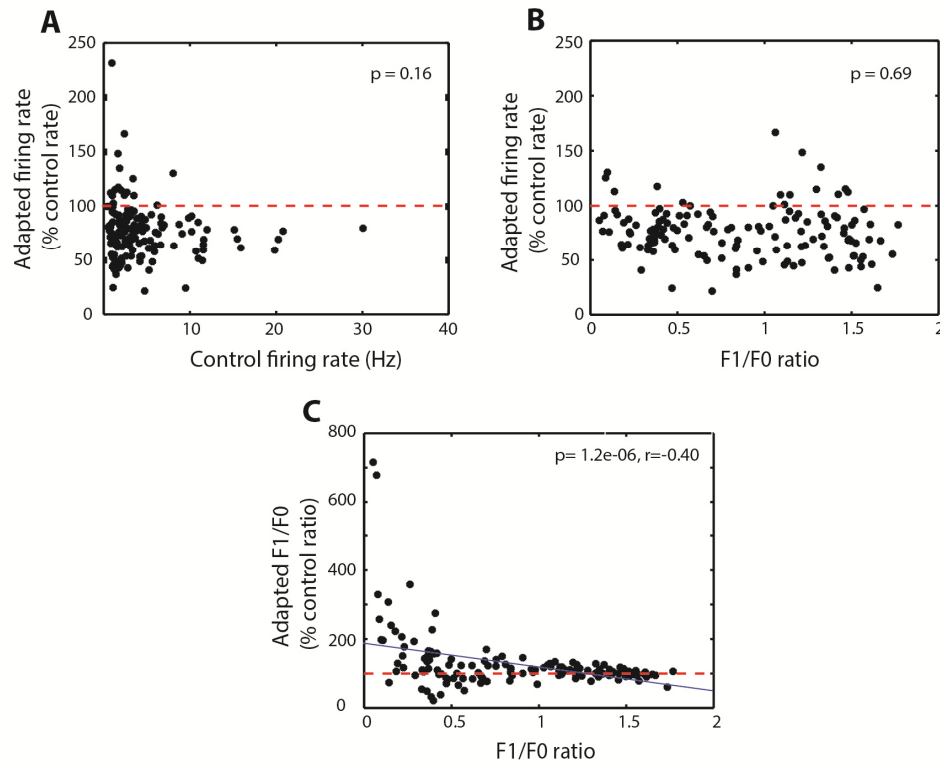 A
Adapted firing rate
(% control rate)
250
200
150
100
50
0
10
20
30
40
p = 0.16
Control firing rate (Hz)
B
Adapted firing rate
(% control rate)
250
200
150
100
50
0
0
0.5
1
1.5
2
p = 0.69
F1/F0 ratio
C
Adapted F1/F0
(% control ratio)
800
600
400
200
0
0
0.5
1
1.5
2
p= 1.2e-06, r=-0.40
F1/F0 ratio